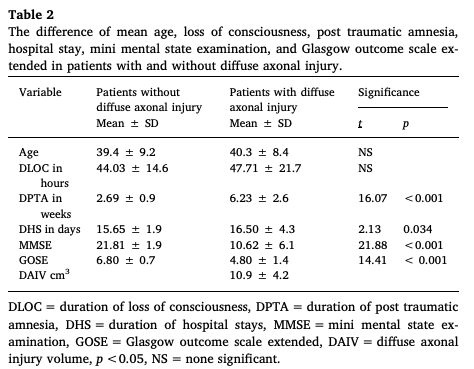 Table 2
The difference of mean age, loss of consciousness, post traumatic amnesia,
hospital stay, mini mental state examination, and Glasgow outcome scale ex-
tended in patients with and without diffuse axonal injury.
Variable Patients without Patients with diffuse Significance
diffuse axonal injury axonal injury
Mean ± SD Mean ± SD t p
Age 39.4 ± 9.2 40.3 ± 8.4 NS
DLOC in 44.03 ± 14.6 47.71 ± 21.7 NS
hours
DPTA in 2.69 ± 0.9 6.23 ± 2.6 16.07 <0.001
weeks
DHS in days 15.65 ± 1.9 16.50 ± 4.3 2.13 0.034
MMSE 21.81 ± 1.9 10.62 ± 6.1 21.88 <0.001
GOSE 6.80 ± 0.7 4.80 ± 1.4 14.41 < 0.001
DAIV cm³ 10.9 ± 4.2
DLOC = duration of loss of consciousness, DPTA = duration of post traumatic
amnesia, DHS = duration of hospital stays, MMSE = mini mental state ex-
amination, GOSE = Glasgow outcome scale extended, DAIV = diffuse axonal
injury volume, p < 0.05, NS = none significant.